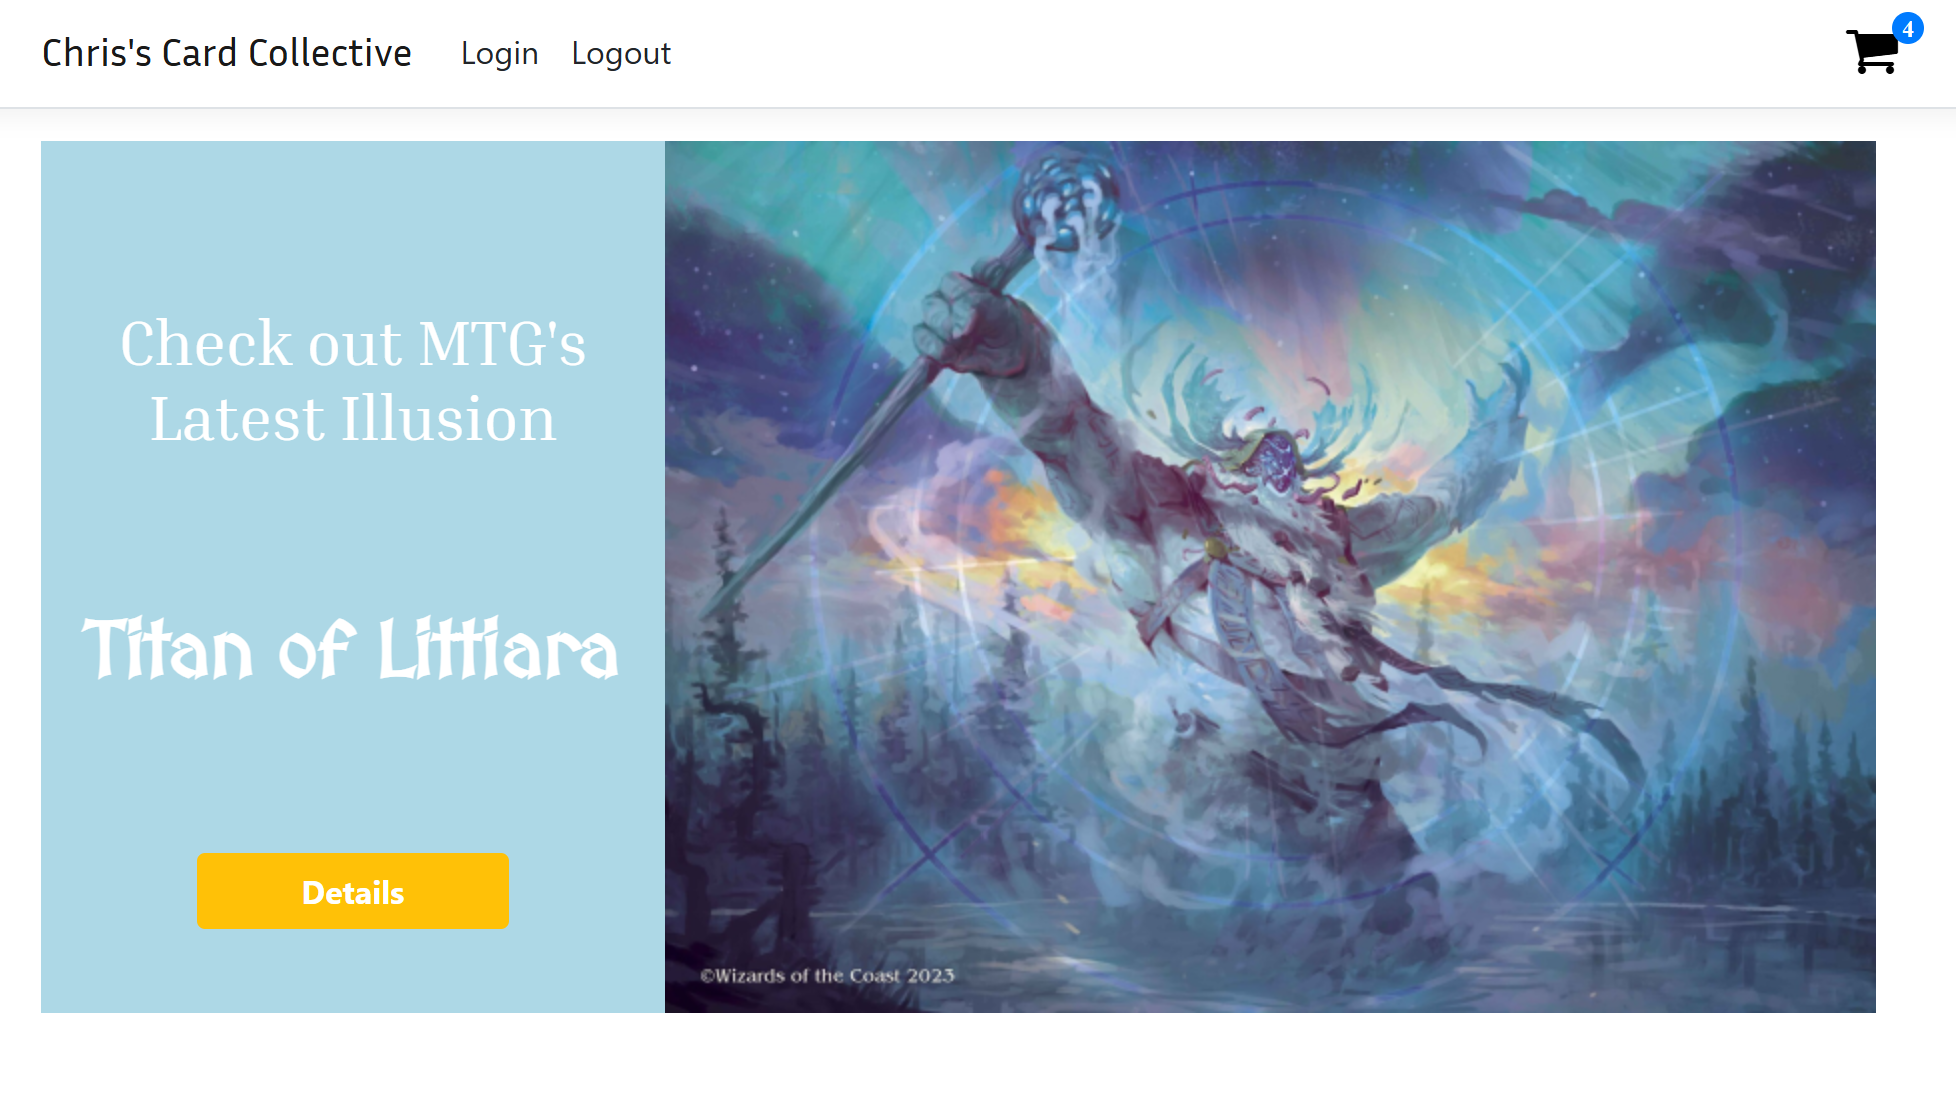 Chris's Card Collective Login Logout 4
Check out MTG's
Latest Illusion
Titan of Littiara
Details
©Wizards of the Coast 2023